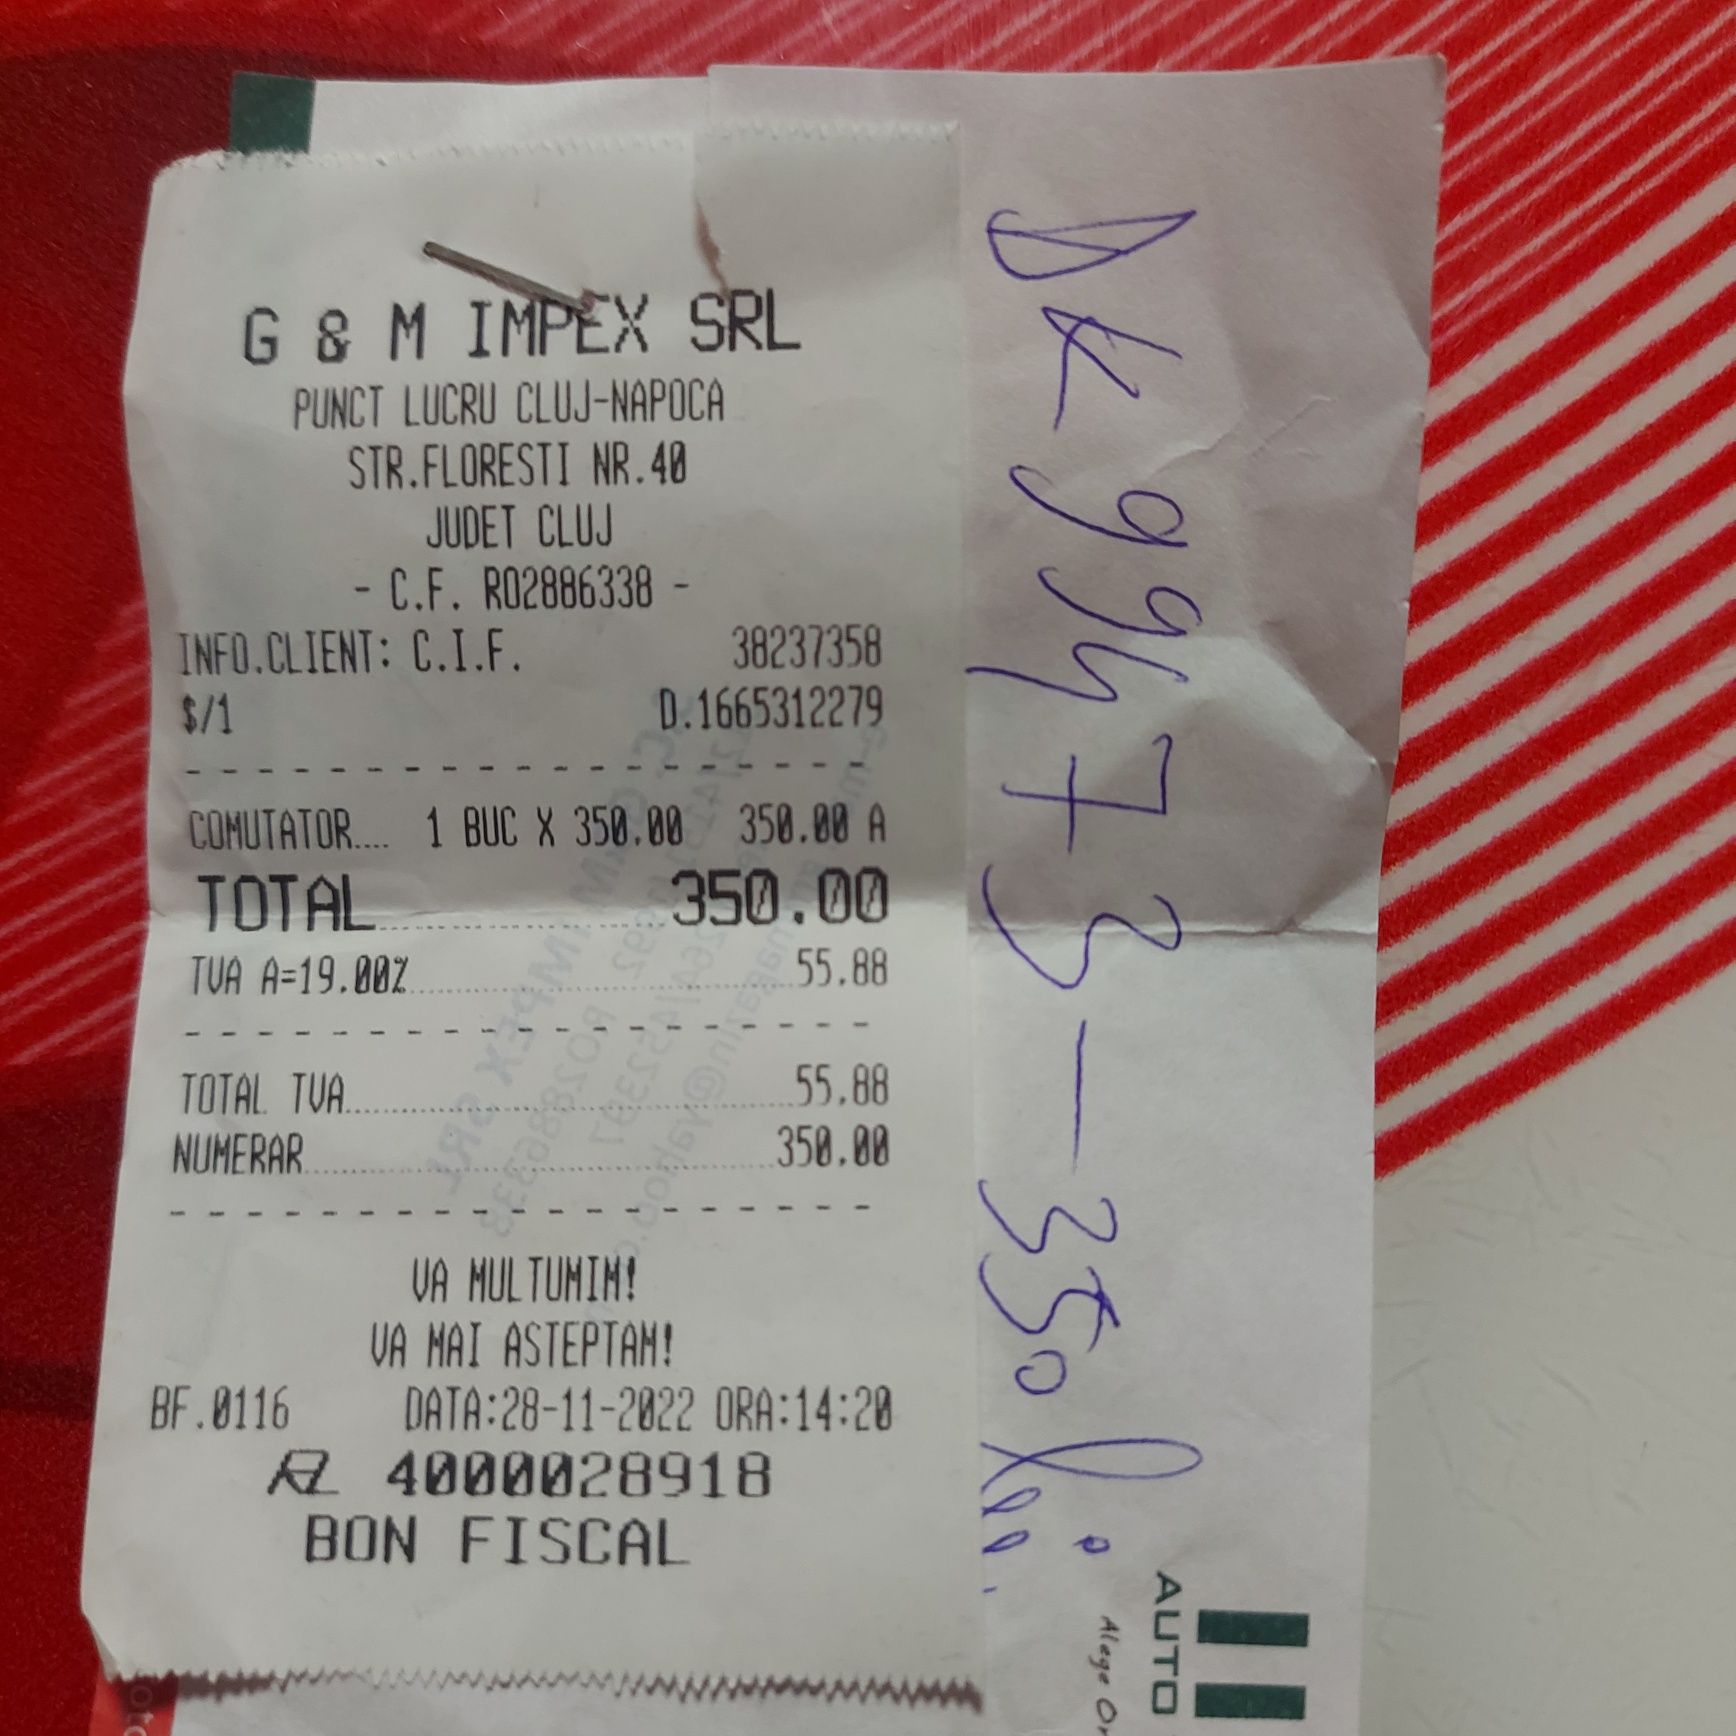 G & M IMPEX SRL
PUNCT LUCRU CLUJ-NAPOCA
STR.FLORESTI NR.40
JUDET CLUJ
- C.F. RO2886338 -
INFO.CLIENT: C.I.F. 38237358
$/1 D.1665312279
COMUTATOR.... 1 BUC X 350.00 350.00 A
TOTAL 350.00
TVA A=19.00% 55.88
TOTAL TVA 55.88
NUMERAR 350.00
VA MULTUMIM!
VA MAI ASTEPTAM!
BF.0116 DATA:28-11-2022 ORA:14:20
4000028918
BON FISCAL
9473 - 350 lei
AUTO
Alege Or